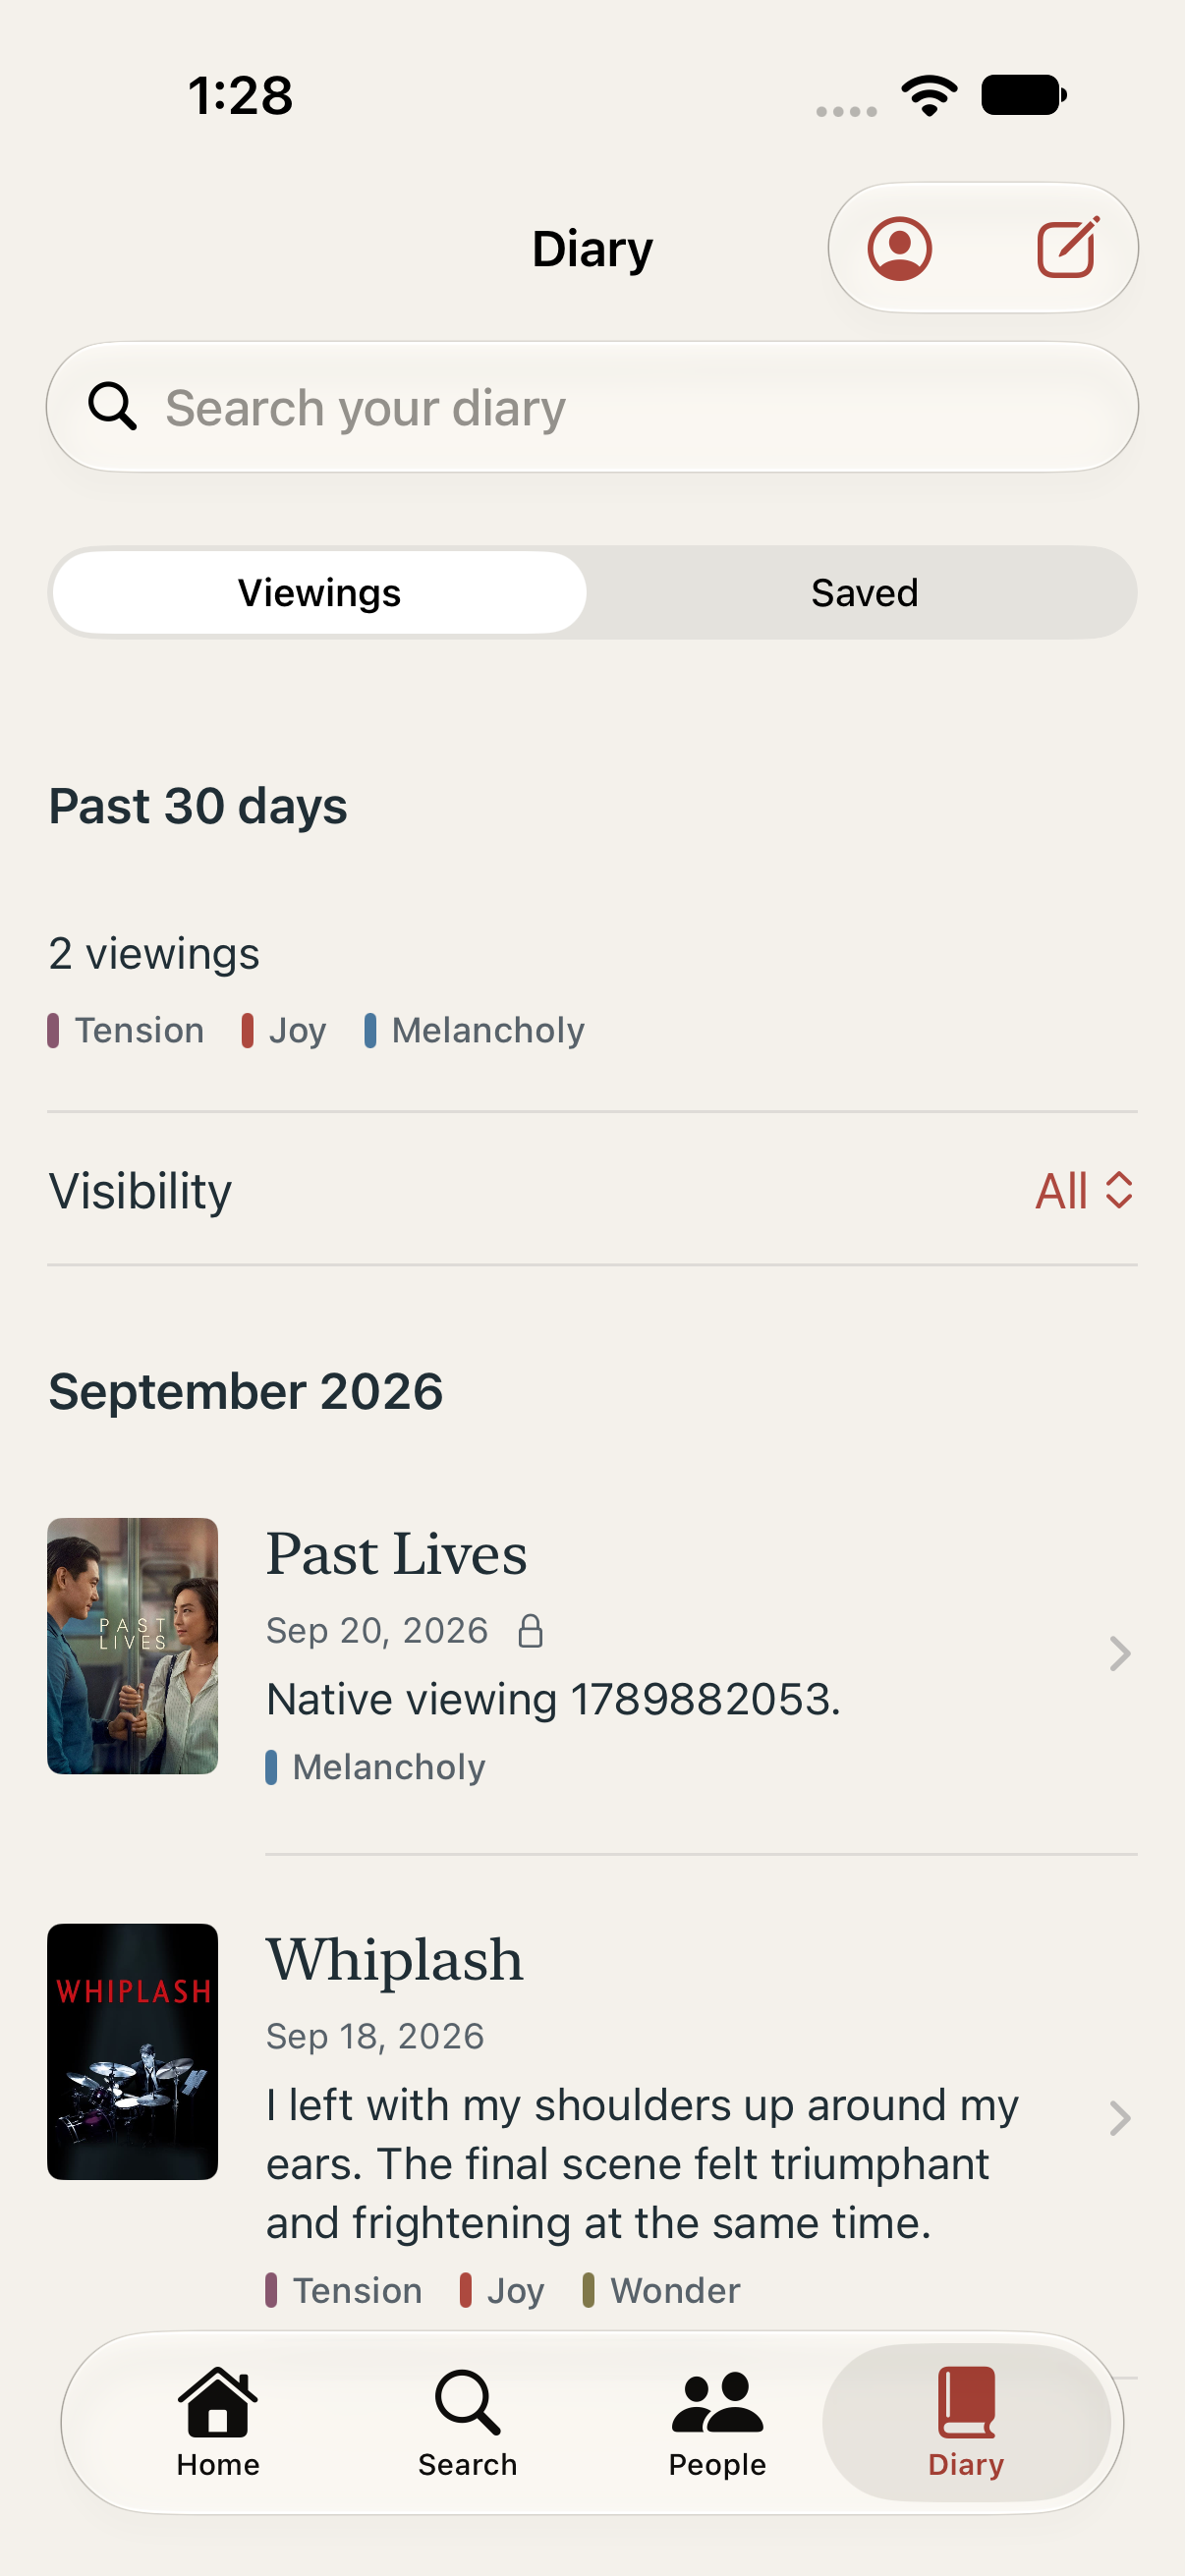 1:28
Diary
Search your diary
Viewings
Saved
Past 30 days
2 viewings
Tension Joy Melancholy
Visibility
All
September 2026
PAST
LIVES
Past Lives
Sep 20, 2026
Native viewing 1789882053.
Melancholy
WHIPLASH
Whiplash
Sep 18, 2026
I left with my shoulders up around my
ears. The final scene felt triumphant
and frightening at the same time.
Tension Joy Wonder
Home
Search
People
Diary